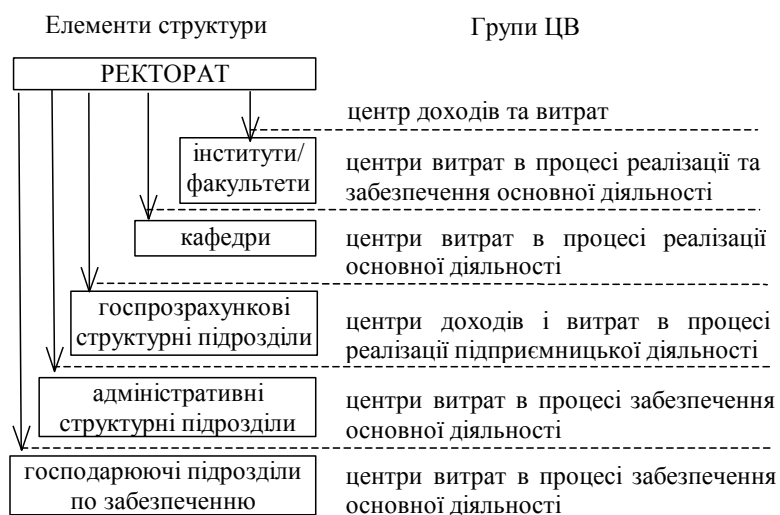 Елементи структури
Групи ЦВ
РЕКТОРАТ
центр доходів та витрат
інститути/
факультети
центри витрат в процесі реалізації та
забезпечення основної діяльності
кафедри
центри витрат в процесі реалізації
основної діяльності
госпрозрахункові
структурні підрозділи
центри доходів і витрат в процесі
реалізації підприємницької діяльності
адміністративні
структурні підрозділи
центри витрат в процесі забезпечення
основної діяльності
господарюючі підрозділи
по забезпеченню
центри витрат в процесі забезпечення
основної діяльності